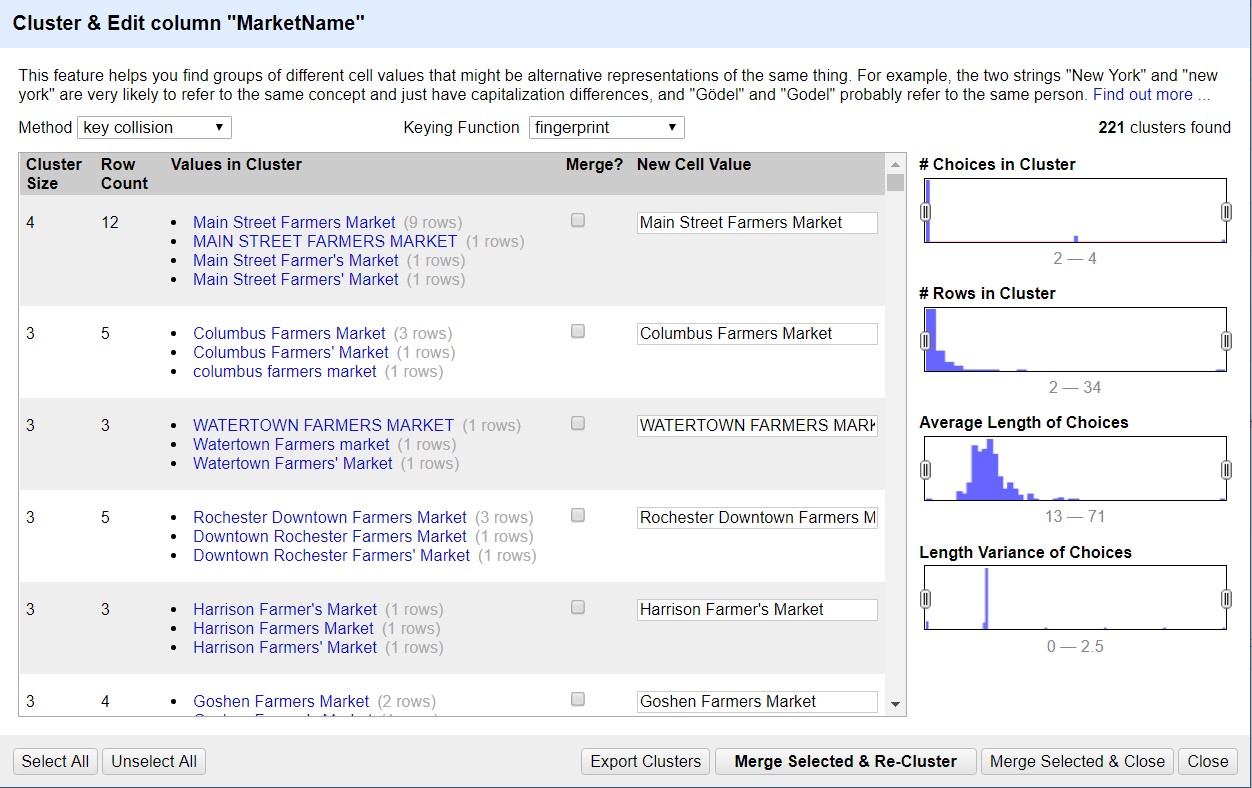 Cluster & Edit column "MarketName"
This feature helps you find groups of different cell values that might be alternative representations of the same thing. For example, the two strings "New York" and "new
york" are very likely to refer to the same concept and just have capitalization differences, and "Gödel" and "Godel" probably refer to the same person. Find out more ...
Method key collision Keying Function fingerprint 221 clusters found
Cluster Size Row Count Values in Cluster Merge? New Cell Value
4 12 • Main Street Farmers Market (9 rows) Main Street Farmers Market
• MAIN STREET FARMERS MARKET (1 rows)
• Main Street Farmer's Market (1 rows)
• Main Street Farmers' Market (1 rows)
3 5 • Columbus Farmers Market (3 rows) Columbus Farmers Market
• Columbus Farmers' Market (1 rows)
• columbus farmers market (1 rows)
3 3 • WATERTOWN FARMERS MARKET (1 rows) WATERTOWN FARMERS MARK
• Watertown Farmers market (1 rows)
• Watertown Farmers' Market (1 rows)
3 5 • Rochester Downtown Farmers Market (3 rows) Rochester Downtown Farmers M
• Downtown Rochester Farmers Market (1 rows)
• Downtown Rochester Farmers' Market (1 rows)
3 3 • Harrison Farmer's Market (1 rows) Harrison Farmer's Market
• Harrison Farmers Market (1 rows)
• Harrison Farmers' Market (1 rows)
3 4 • Goshen Farmers Market (2 rows) Goshen Farmers Market
# Choices in Cluster
2 — 4
# Rows in Cluster
2 — 34
Average Length of Choices
13 — 71
Length Variance of Choices
0 — 2.5
Select All Unselect All Export Clusters Merge Selected & Re-Cluster Merge Selected & Close Close